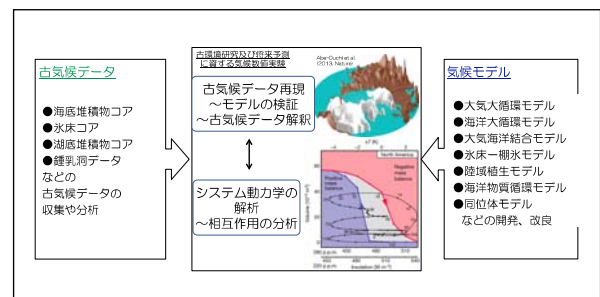 古気候データ
●海底堆積物コア
●氷床コア
●湖底堆積物コア
●鍾乳洞データ
などの
古気候データの
収集や分析
古環境研究及び将来予測
に資する気候数値実験
古気候データ再現
～モデルの検証
～古気候データ解釈
システム動力学の
解析
～相互作用の分析
Abe-Ouchi et al.
(2013, Nature)
North America
Positive
mass
balance
Negative
mass
balance
気候モデル
●大気大循環モデル
●海洋大循環モデル
●大気海洋結合モデル
●氷床ー棚氷モデル
●陸域植生モデル
●海洋物質循環モデル
●同位体モデル
などの開発、改良